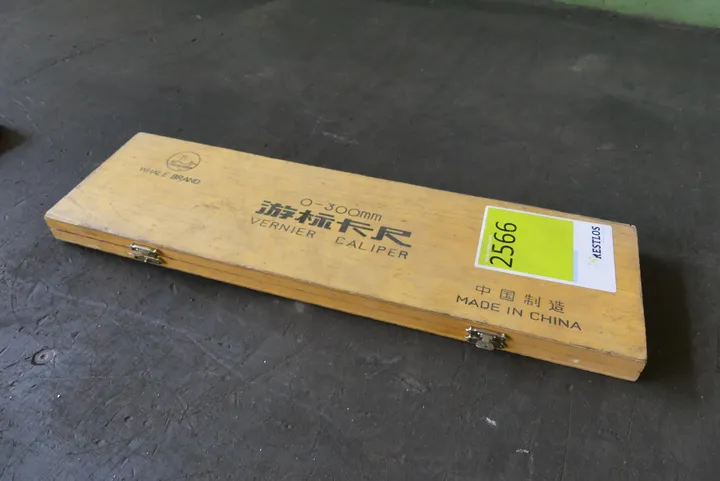 WHALE BRAND
0-300mm
游标卡尺
VERNIER CALIPER
2566
RESTLOS
中国制造
MADE IN CHINA